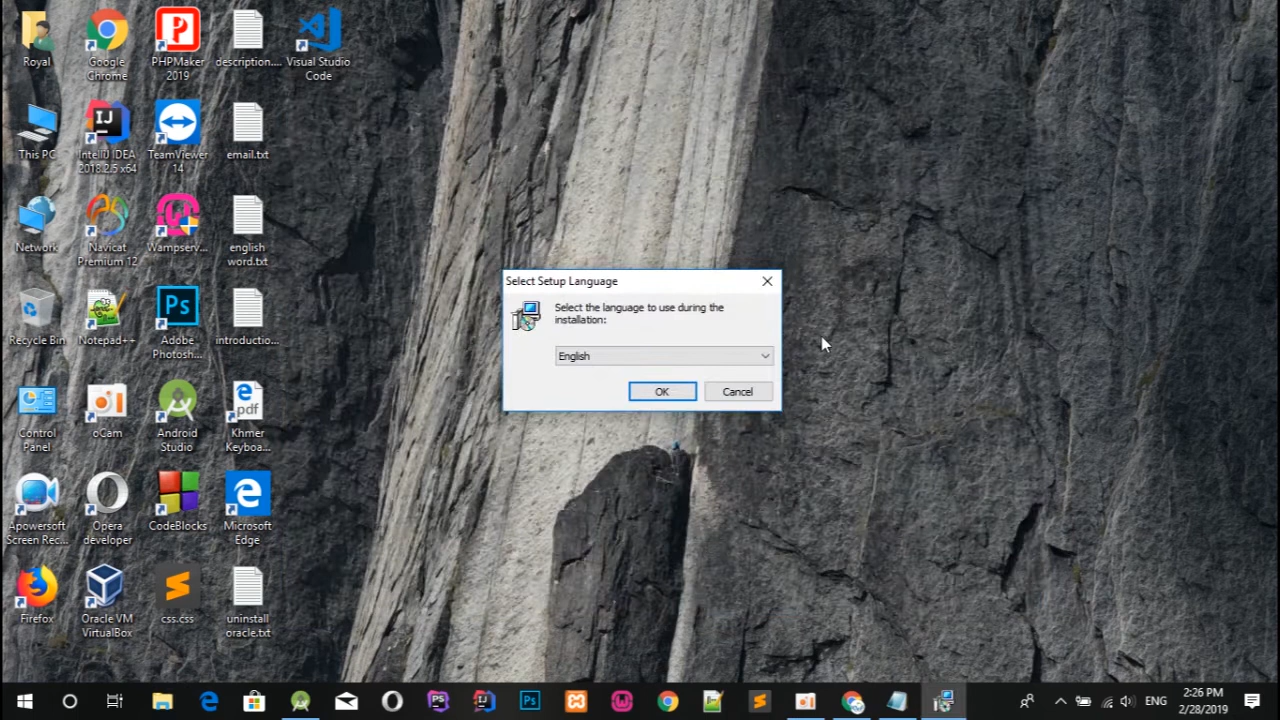 Royal
Google
Chrome
PHPMaker
2019
description....
Visual Studio
Code
This PC
IntelliJ IDEA
2018.2.5 x64
TeamViewer
14
email.txt
Network
Navicat
Premium 12
Wampserv...
english
word.txt
Recycle Bin
Notepad++
Adobe
Photosh...
introductio...
Control
Panel
oCam
Android
Studio
Khmer
Keyboa...
Apowersoft
Screen Rec...
Opera
developer
CodeBlocks
Microsoft
Edge
Firefox
Oracle VM
VirtualBox
css.css
uninstall
oracle.txt
Select Setup Language
Select the language to use during the
installation:
English
OK
Cancel
ENG
2:26 PM
2/28/2019